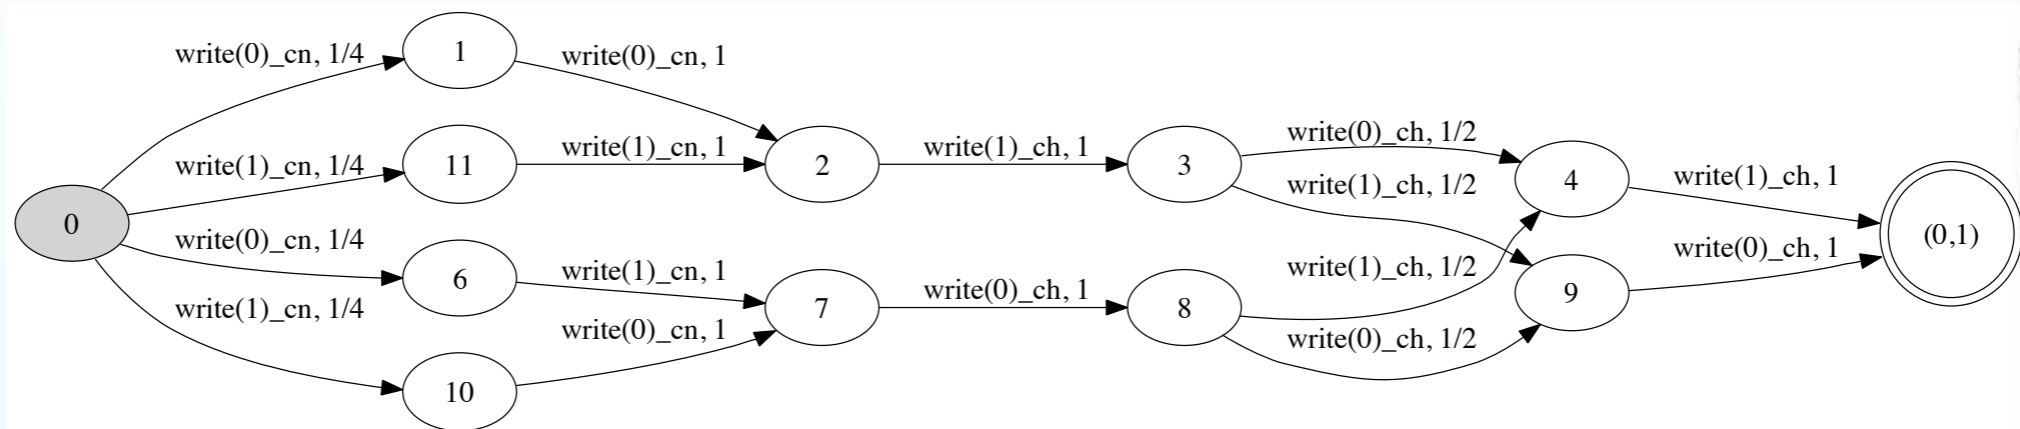 write(0)_cn, 1/4
1
write(0)_cn, 1
write(1)_cn, 1/4
11
write(1)_cn, 1
2
write(1)_ch, 1
3
write(0)_ch, 1/2
write(1)_ch, 1/2
4
write(1)_ch, 1
0
(0,1)
write(0)_cn, 1/4
6
write(1)_cn, 1
write(1)_cn, 1/4
write(0)_cn, 1
7
write(0)_ch, 1
8
write(1)_ch, 1/2
write(0)_ch, 1/2
9
write(0)_ch, 1
10